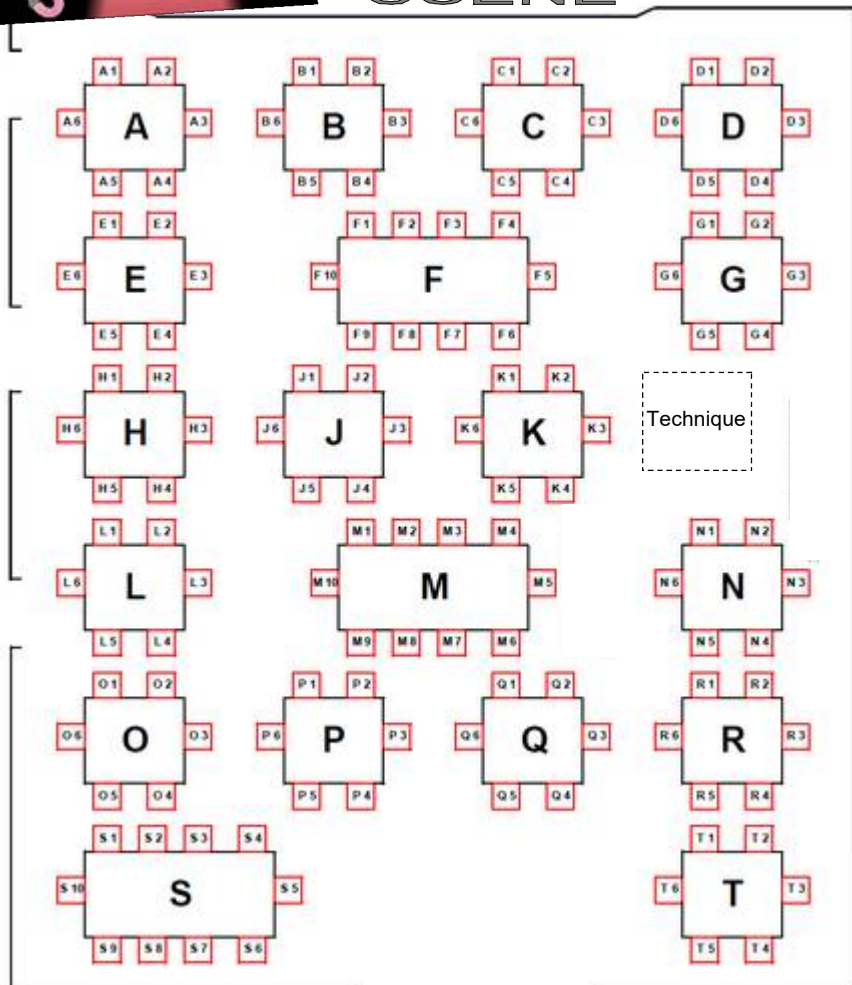 SCENE
A1 A2 B1 B2 C1 C2 D1 D2
A6 A A3 B6 B B3 C6 C C3 D6 D D3
A5 A4 B5 B4 C5 C4 D5 D4
E1 E2 F1 F2 F3 F4 G1 G2
E6 E E3 F10 F F5 G6 G G3
E5 E4 F9 F8 F7 F6 G5 G4
H1 H2 J1 J2 K1 K2
H6 H H3 J6 J J3 K6 K K3 Technique
H5 H4 J5 J4 K5 K4
L1 L2 M1 M2 M3 M4 N1 N2
L6 L L3 M10 M M5 N6 N N3
L5 L4 M9 M8 M7 M6 N5 N4
O1 O2 P1 P2 Q1 Q2 R1 R2
O6 O O3 P6 P P3 Q6 Q Q3 R6 R R3
O5 O4 P5 P4 Q5 Q4 R5 R4
S1 S2 S3 S4 T1 T2
S10 S S5 T6 T T3
S9 S8 S7 S6 T5 T4